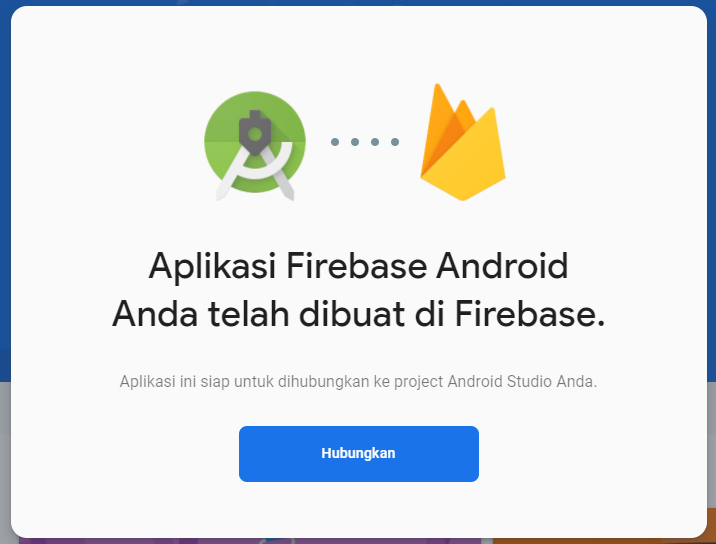 Aplikasi Firebase Android
Anda telah dibuat di Firebase.
Aplikasi ini siap untuk dihubungkan ke project Android Studio Anda.
Hubungkan